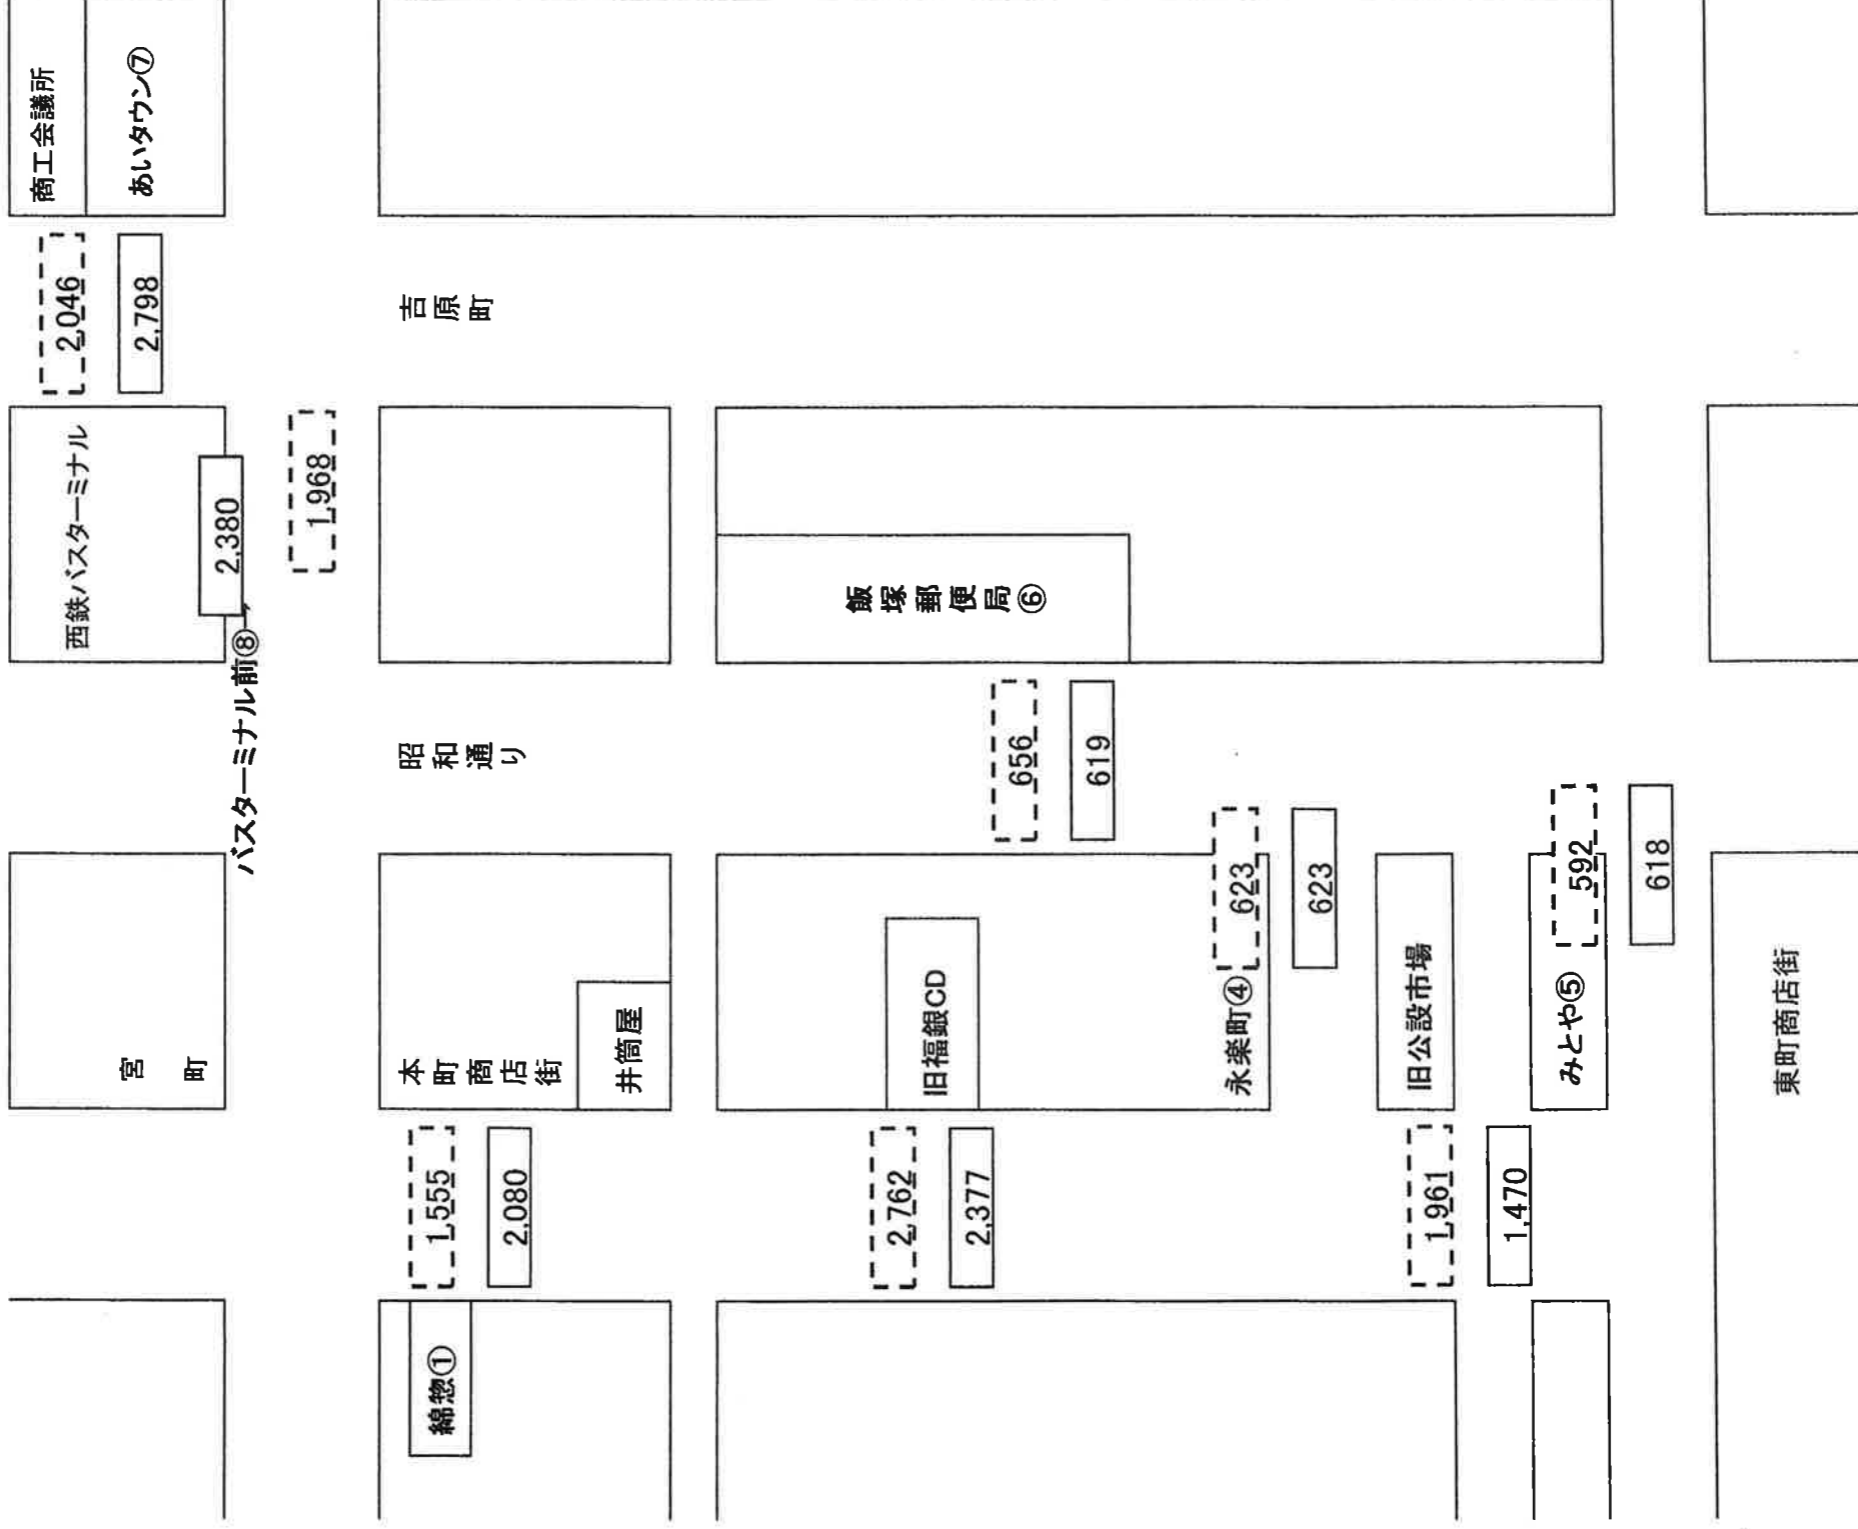 商工会議所
あいタウン⑦
2,046
2,798
吉原町
西鉄バスターミナル
2,380
1,968
バスターミナル前⑧
飯塚郵便局⑥
昭和通り
656
619
623
623
592
618
宮町
本町商店街
井筒屋
旧福銀CD
永楽町④
旧公設市場
みとや⑤
東町商店街
1,555
2,080
2,762
2,377
1,961
1,470
綿惣①